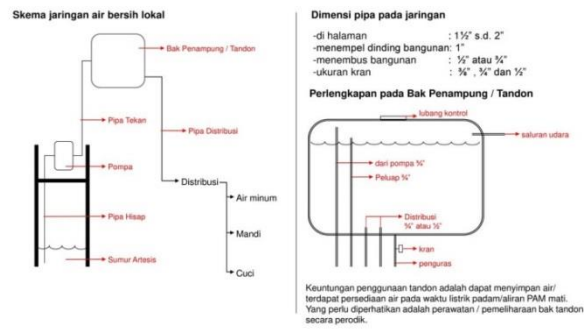 Skema jaringan air bersih lokal
Bak Penampung / Tandon
Pipa Tekan
Pipa Distribusi
Pompa
Distribusi
Air minum
Pipa Hisap
Mandi
Sumur Artesis
Cuci
Dimensi pipa pada jaringan
-di halaman : 1½" s.d. 2"
-menempel dinding bangunan: 1"
-menembus bangunan : ½" atau ¾"
-ukuran kran : ⅜" , ¾" dan ½"
Perlengkapan pada Bak Penampung / Tandon
lubang kontrol
saluran udara
dari pompa ¾"
Peluap ¾"
Distribusi
¾" atau ½"
kran
penguras
Keuntungan penggunaan tandon adalah dapat menyimpan air/
terdapat persediaan air pada waktu listrik padam/aliran PAM mati.
Yang perlu diperhatikan adalah perawatan / pemeliharaan bak tandon
secara perodik.